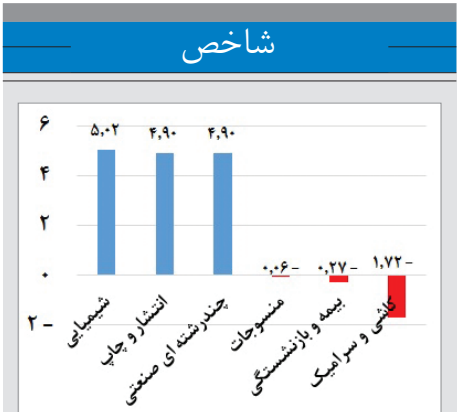 شاخص
۶
۴
۲
۰
۲ -
۵,۰۲
۴,۹۰
۴,۹۰
۰,۰۶ -
۰,۲۷ -
۱,۷۲ -
شیمیایی
انتشار و چاپ
چندرشته ای صنعتی
منسوجات
بیمه و بازنشستگی
کاشی و سرامیک